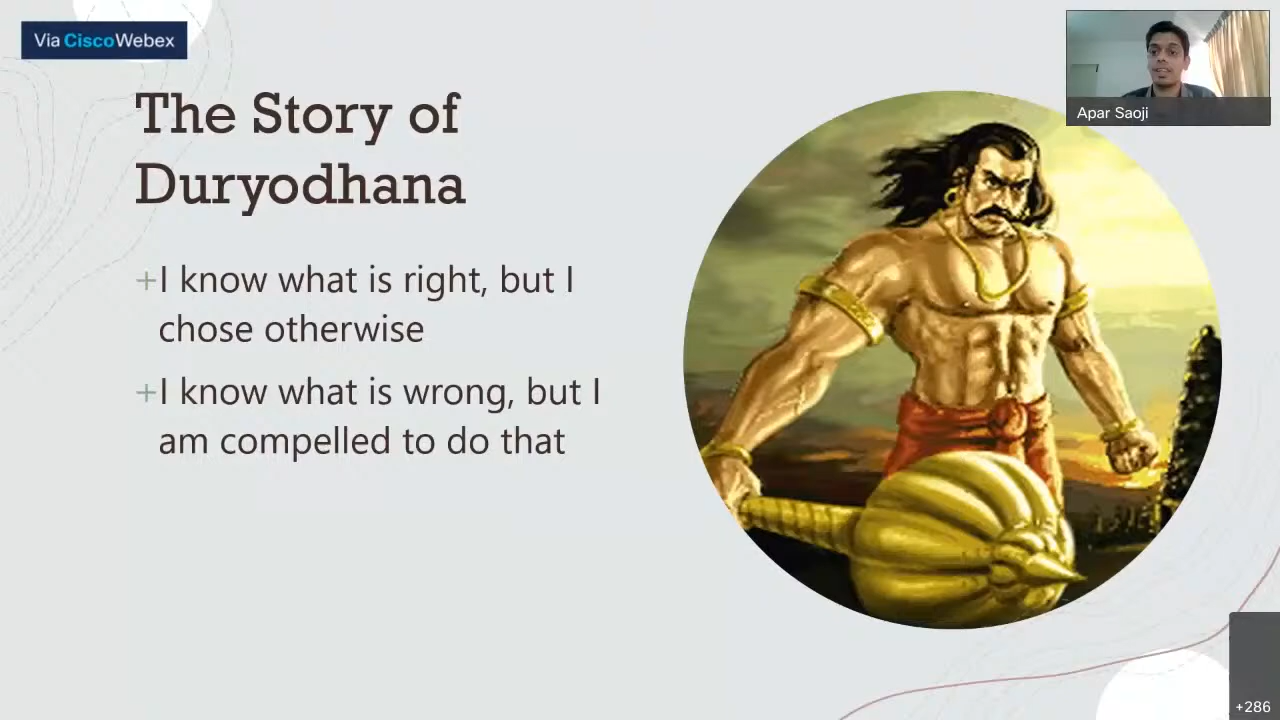 Via CiscoWebex
Apar Saoji
The Story of
Duryodhana
+I know what is right, but I
chose otherwise
+I know what is wrong, but I
am compelled to do that
+286